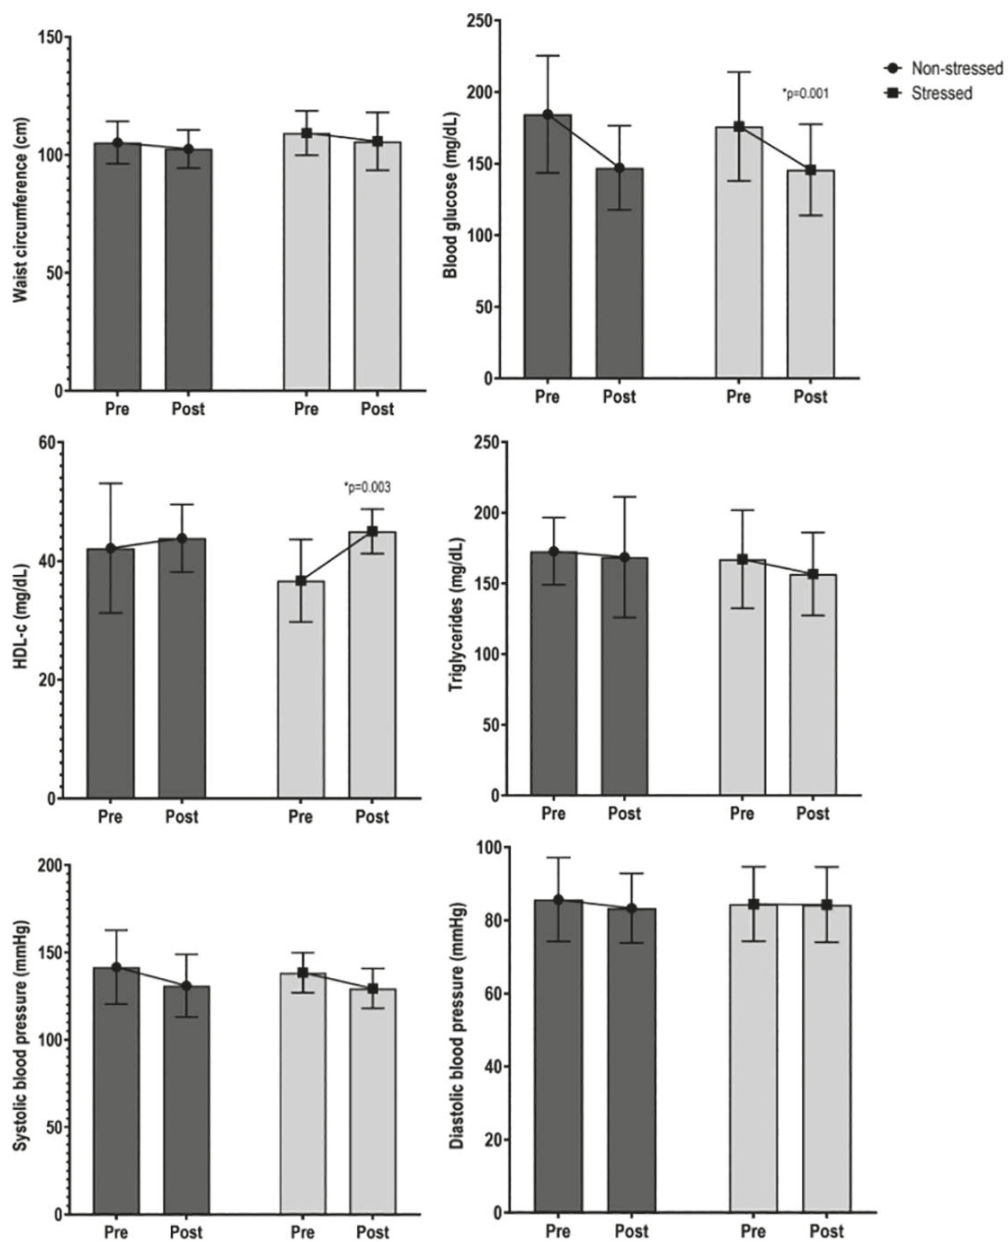 Waist circumference (cm)
150
100
50
0
Pre Post Pre Post
Blood glucose (mg/dL)
250
200
150
100
50
0
*p=0.001
Pre Post Pre Post
Non-stressed
Stressed
HDL-c (mg/dL)
60
40
20
0
*p=0.003
Pre Post Pre Post
Triglycerides (mg/dL)
250
200
150
100
50
0
Pre Post Pre Post
Systolic blood pressure (mmHg)
200
150
100
50
0
Pre Post Pre Post
Diastolic blood pressure (mmHg)
100
80
60
40
20
0
Pre Post Pre Post